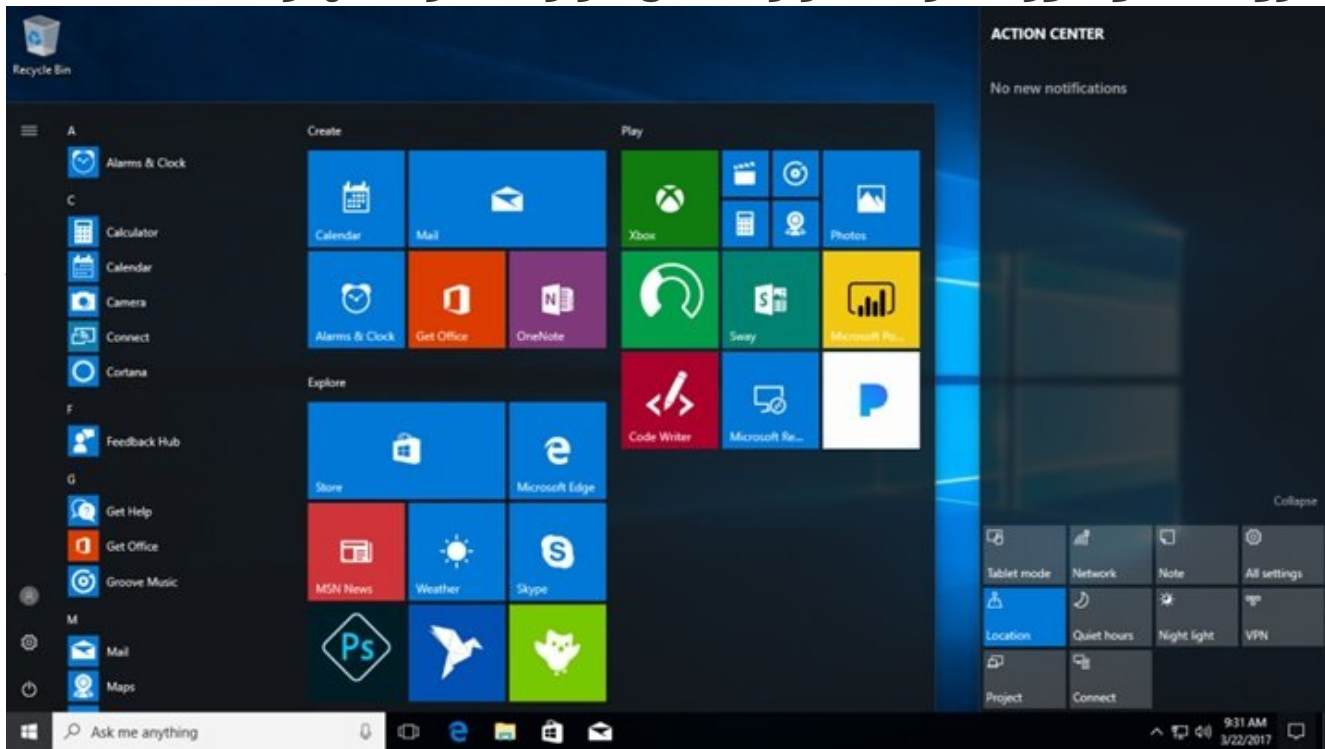 ACTION CENTER
Recycle Bin
No new notifications
A
Alarms & Clock
C
Calculator
Calendar
Camera
Connect
Cortana
F
Feedback Hub
G
Get Help
Get Office
Groove Music
M
Mail
Maps
Create
Calendar
Mail
Alarms & Clock
Get Office
N
OneNote
Explore
Store
Microsoft Edge
MSN News
Weather
S
Skype
Ps
Play
Xbox
Photos
S
Sway
Microsoft Po...
Code Writer
Microsoft Re...
P
Collapse
Tablet mode
Network
Note
All settings
Location
Quiet hours
Night light
VPN
Project
Connect
Ask me anything
9:31 AM
3/22/2017